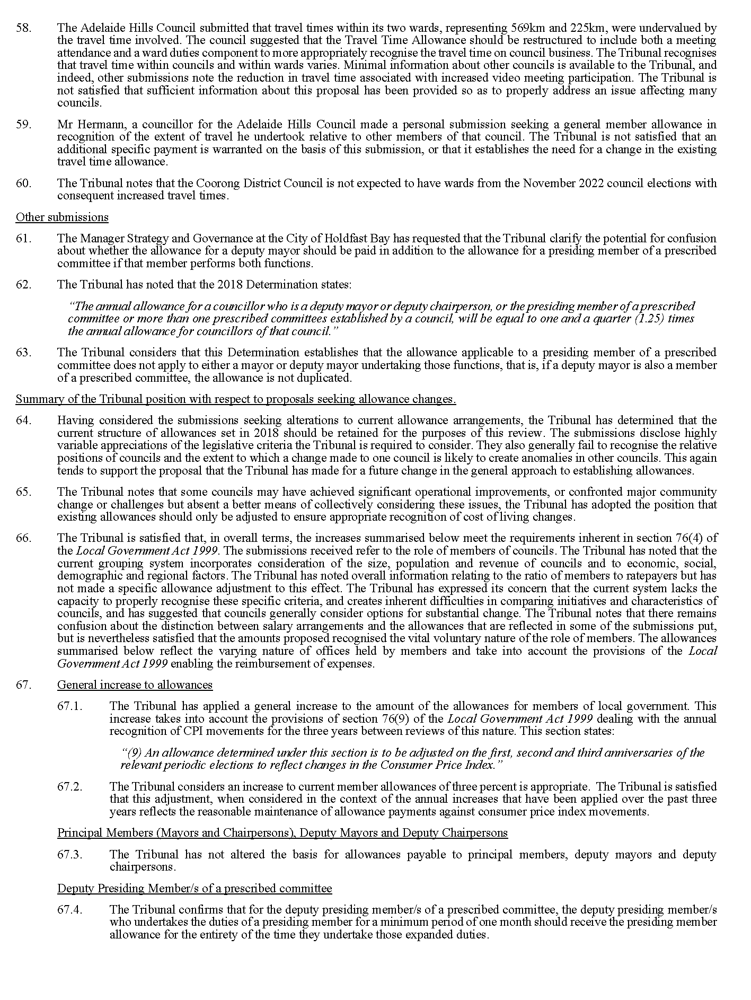 58. The Adelaide Hills Council submitted that travel times within its two wards, representing 569km and 225km, were undervalued by
the travel time involved. The council suggested that the Travel Time Allowance should be restructured to include both a meeting
attendance and a ward duties component to more appropriately recognise the travel time on council business. The Tribunal recognises
that travel time within councils and within wards varies. Minimal information about other councils is available to the Tribunal, and
indeed, other submissions note the reduction in travel time associated with increased video meeting participation. The Tribunal is
not satisfied that sufficient information about this proposal has been provided so as to properly address an issue affecting many
councils.
59. Mr Hermann, a councillor for the Adelaide Hills Council made a personal submission seeking a general member allowance in
recognition of the extent of travel he undertook relative to other members of that council. The Tribunal is not satisfied that an
additional specific payment is warranted on the basis of this submission, or that it establishes the need for a change in the existing
travel time allowance.
60. The Tribunal notes that the Coorong District Council is not expected to have wards from the November 2022 council elections with
consequent increased travel times.
Other submissions
61. The Manager Strategy and Governance at the City of Holdfast Bay has requested that the Tribunal clarify the potential for confusion
about whether the allowance for a deputy mayor should be paid in addition to the allowance for a presiding member of a prescribed
committee if that member performs both functions.
62. The Tribunal has noted that the 2018 Determination states:
“The annual allowance for a councillor who is a deputy mayor or deputy chairperson, or the presiding member of a prescribed
committee or more than one prescribed committees established by a council, will be equal to one and a quarter (1.25) times
the annual allowance for councillors of that council.”
63. The Tribunal considers that this Determination establishes that the allowance applicable to a presiding member of a prescribed
committee does not apply to either a mayor or deputy mayor undertaking those functions, that is, if a deputy mayor is also a member
of a prescribed committee, the allowance is not duplicated.
Summary of the Tribunal position with respect to proposals seeking allowance changes.
64. Having considered the submissions seeking alterations to current allowance arrangements, the Tribunal has determined that the
current structure of allowances set in 2018 should be retained for the purposes of this review. The submissions disclose highly
variable appreciations of the legislative criteria the Tribunal is required to consider. They also generally fail to recognise the relative
positions of councils and the extent to which a change made to one council is likely to create anomalies in other councils. This again
tends to support the proposal that the Tribunal has made for a future change in the general approach to establishing allowances.
65. The Tribunal notes that some councils may have achieved significant operational improvements, or confronted major community
change or challenges but absent a better means of collectively considering these issues, the Tribunal has adopted the position that
existing allowances should only be adjusted to ensure appropriate recognition of cost of living changes.
66. The Tribunal is satisfied that, in overall terms, the increases summarised below meet the requirements inherent in section 76(4) of
the Local Government Act 1999. The submissions received refer to the role of members of councils. The Tribunal has noted that the
current grouping system incorporates consideration of the size, population and revenue of councils and to economic, social,
demographic and regional factors. The Tribunal has noted overall information relating to the ratio of members to ratepayers but has
not made a specific allowance adjustment to this effect. The Tribunal has expressed its concern that the current system lacks the
capacity to properly recognise these specific criteria, and creates inherent difficulties in comparing initiatives and characteristics of
councils, and has suggested that councils generally consider options for substantial change. The Tribunal notes that there remains
confusion about the distinction between salary arrangements and the allowances that are reflected in some of the submissions put,
but is nevertheless satisfied that the amounts proposed recognised the vital voluntary nature of the role of members. The allowances
summarised below reflect the varying nature of offices held by members and take into account the provisions of the Local
Government Act 1999 enabling the reimbursement of expenses.
67. General increase to allowances
67.1. The Tribunal has applied a general increase to the amount of the allowances for members of local government. This
increase takes into account the provisions of section 76(9) of the Local Government Act 1999 dealing with the annual
recognition of CPI movements for the three years between reviews of this nature. This section states:
“(9) An allowance determined under this section is to be adjusted on the first, second and third anniversaries of the
relevant periodic elections to reflect changes in the Consumer Price Index.”
67.2. The Tribunal considers an increase to current member allowances of three percent is appropriate. The Tribunal is satisfied
that this adjustment, when considered in the context of the annual increases that have been applied over the past three
years reflects the reasonable maintenance of allowance payments against consumer price index movements.
Principal Members (Mayors and Chairpersons), Deputy Mayors and Deputy Chairpersons
67.3. The Tribunal has not altered the basis for allowances payable to principal members, deputy mayors and deputy
chairpersons.
Deputy Presiding Member/s of a prescribed committee
67.4. The Tribunal confirms that for the deputy presiding member/s of a prescribed committee, the deputy presiding member/s
who undertakes the duties of a presiding member for a minimum period of one month should receive the presiding member
allowance for the entirety of the time they undertake those expanded duties.